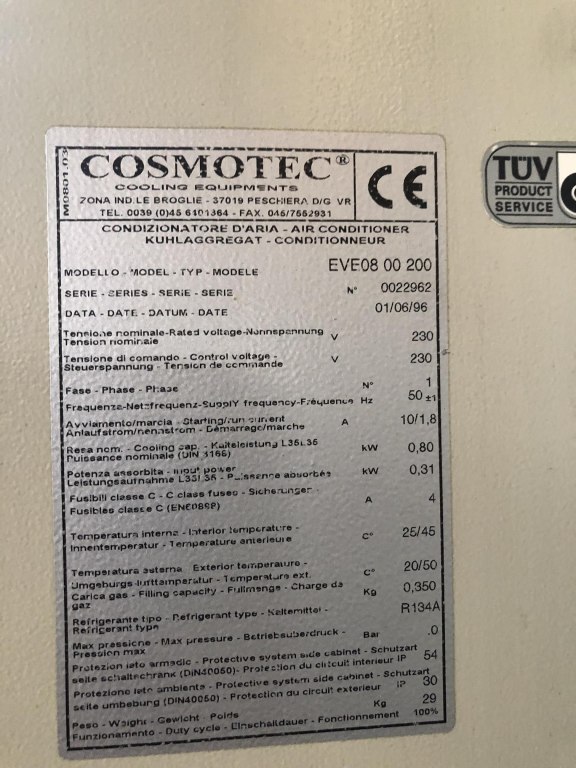 M0801.03
COSMOTEC®
COOLING EQUIPMENTS
ZONA IND.LE BROGLIE - 37019 PESCHIERA D/G VR
TEL. 0039 (0)45 6401364 - FAX. 045/7552931
CE
TÜV
PRODUCT
SERVICE
CONDIZIONATORE D'ARIA - AIR CONDITIONER
KUHLAGGREGAT - CONDITIONNEUR
MODELLO - MODEL - TYP - MODELE EVE08 00 200
SERIE - SERIES - SERIE - SERIE N° 0022962
DATA - DATE - DATUM - DATE 01/06/96
Tensione nominale-Rated voltage-Nennspannung V 230
Tension nominale
Tensione di comando - Control voltage - V 230
Steuerspannung - Tension de commande
Fase - Phase - Phase N° 1
Frequenza-Netzfrequenz-Supply frequency-Fréquence Hz 50 ±1
Avviamento/marcia - Starting/run current A 10/1,8
Anlaufstrom/nennstrom - Démarrage/marche
Resa nom. - Cooling cap. - Kälteleistung L35L35 kW 0,80
Puissance nominale (DIN 3168)
Potenza assorbita - Input power kW 0,31
Leistungsaufnahme L35L35 - Puissance absorbée
Fusibili classe C - C class fuses - Sicherungen - A 4
Fusibles classe C
Temperatura interna - Interior temperature - C° 25/45
Innentemperatur - Temperature anterieure
Temperatura esterna - Exterior temperature - C° 20/50
Umgebungs-lufttamperatur - Temperature ext.
Carica gas - Filling capacity - Fullmenge - Charge da Kg 0,350
gaz
Refrigerante tipo - Refrigerant type - Kaltemittel - R134A
Refrigerant type
Max pressione - Max pressure - Betriebsuberdruck - Bar .0
Pression max
Protezion lato armadio - Protective system side cabinet - Schutzart
seite schaltschrank (DIN40050)- Protection du circuit interieur IP 54
Protezione lato ambiente - Protective system side cabinet - Schutzart
seite umgebung (DIN40050) - Protection du circuit exterieur IP 30
Peso - Weight - Gewicht - Poids Kg 29
Funzionamento - Duty cycle - Einschaltdauer - Fonctionnement 100%